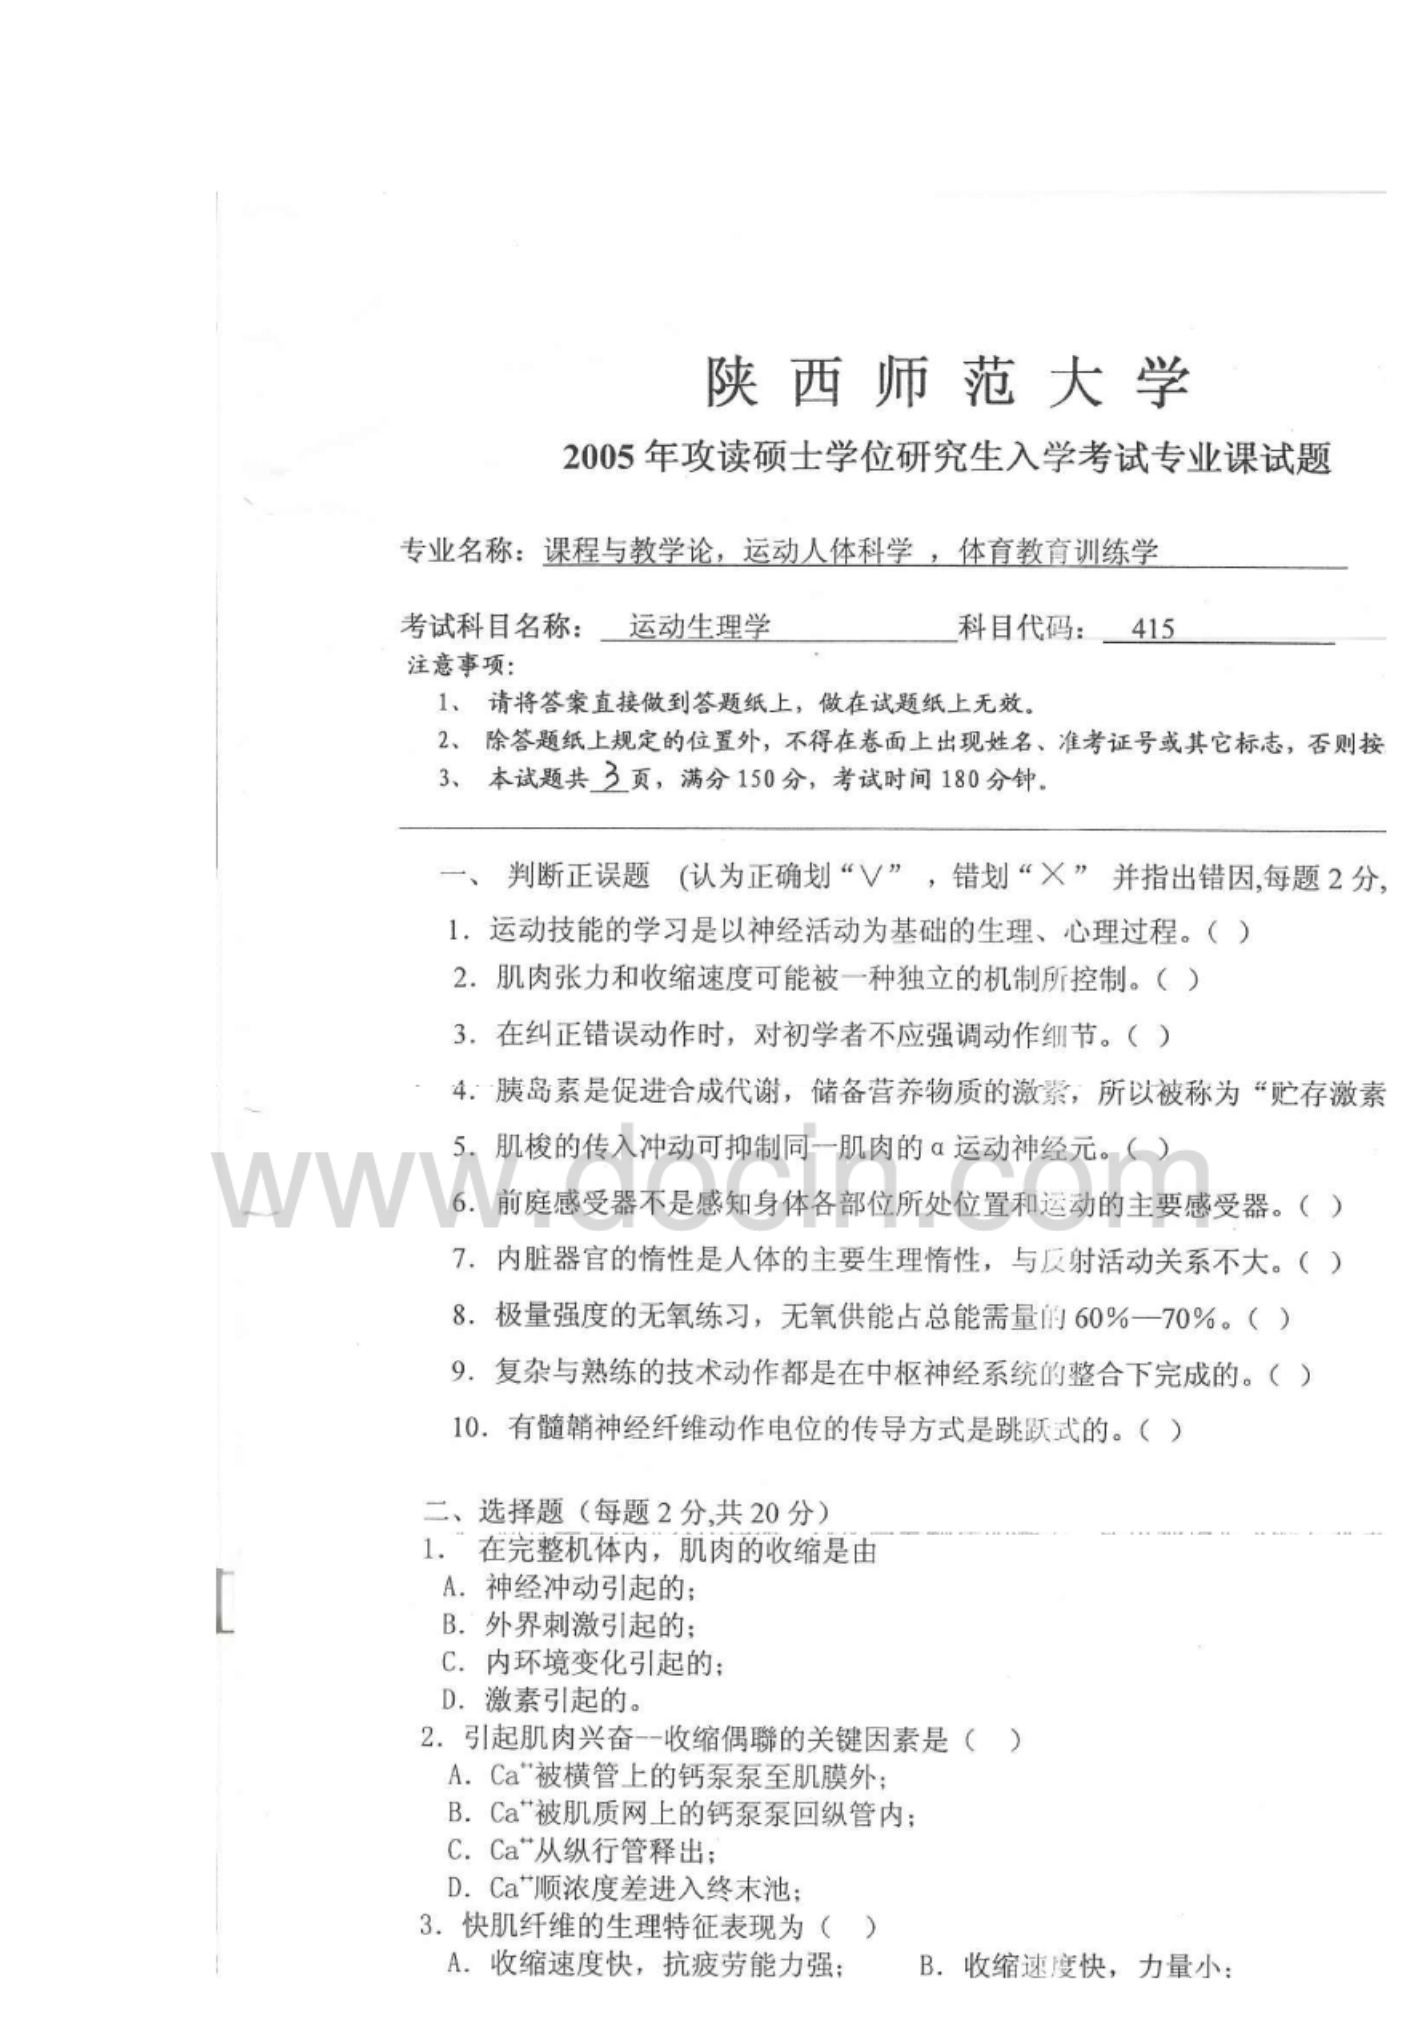 陕西师范大学
2005年攻读硕士学位研究生入学考试专业课试题
专业名称：课程与教学论，运动人体科学 ，体育教育训练学
考试科目名称： 运动生理学 科目代码： 415
注意事项：
1、 请将答案直接做到答题纸上，做在试题纸上无效。
2、 除答题纸上规定的位置外，不得在卷面上出现姓名、准考证号或其它标志，否则按
3、 本试题共 3 页，满分150分，考试时间180分钟。
一、 判断正误题 (认为正确划“∨” ，错划“×” 并指出错因,每题2分,
1．运动技能的学习是以神经活动为基础的生理、心理过程。( )
2．肌肉张力和收缩速度可能被一种独立的机制所控制。( )
3．在纠正错误动作时，对初学者不应强调动作细节。( )
4．胰岛素是促进合成代谢，储备营养物质的激素，所以被称为“贮存激素
5．肌梭的传入冲动可抑制同一肌肉的α运动神经元。( )
www.docin.com
6．前庭感受器不是感知身体各部位所处位置和运动的主要感受器。( )
7．内脏器官的惰性是人体的主要生理惰性，与反射活动关系不大。( )
8．极量强度的无氧练习，无氧供能占总能需量的60%—70%。( )
9．复杂与熟练的技术动作都是在中枢神经系统的整合下完成的。( )
10．有髓鞘神经纤维动作电位的传导方式是跳跃式的。( )
二、选择题（每题2分,共20分）
1． 在完整机体内，肌肉的收缩是由
A．神经冲动引起的；
B．外界刺激引起的；
C．内环境变化引起的；
D．激素引起的。
2．引起肌肉兴奋--收缩偶聯的关键因素是（ ）
A．Ca⁺⁺被横管上的钙泵泵至肌膜外；
B．Ca⁺⁺被肌质网上的钙泵泵回纵管内；
C．Ca⁺⁺从纵行管释出；
D．Ca⁺⁺顺浓度差进入终末池；
3．快肌纤维的生理特征表现为（ ）
A．收缩速度快，抗疲劳能力强； B．收缩速度快，力量小；